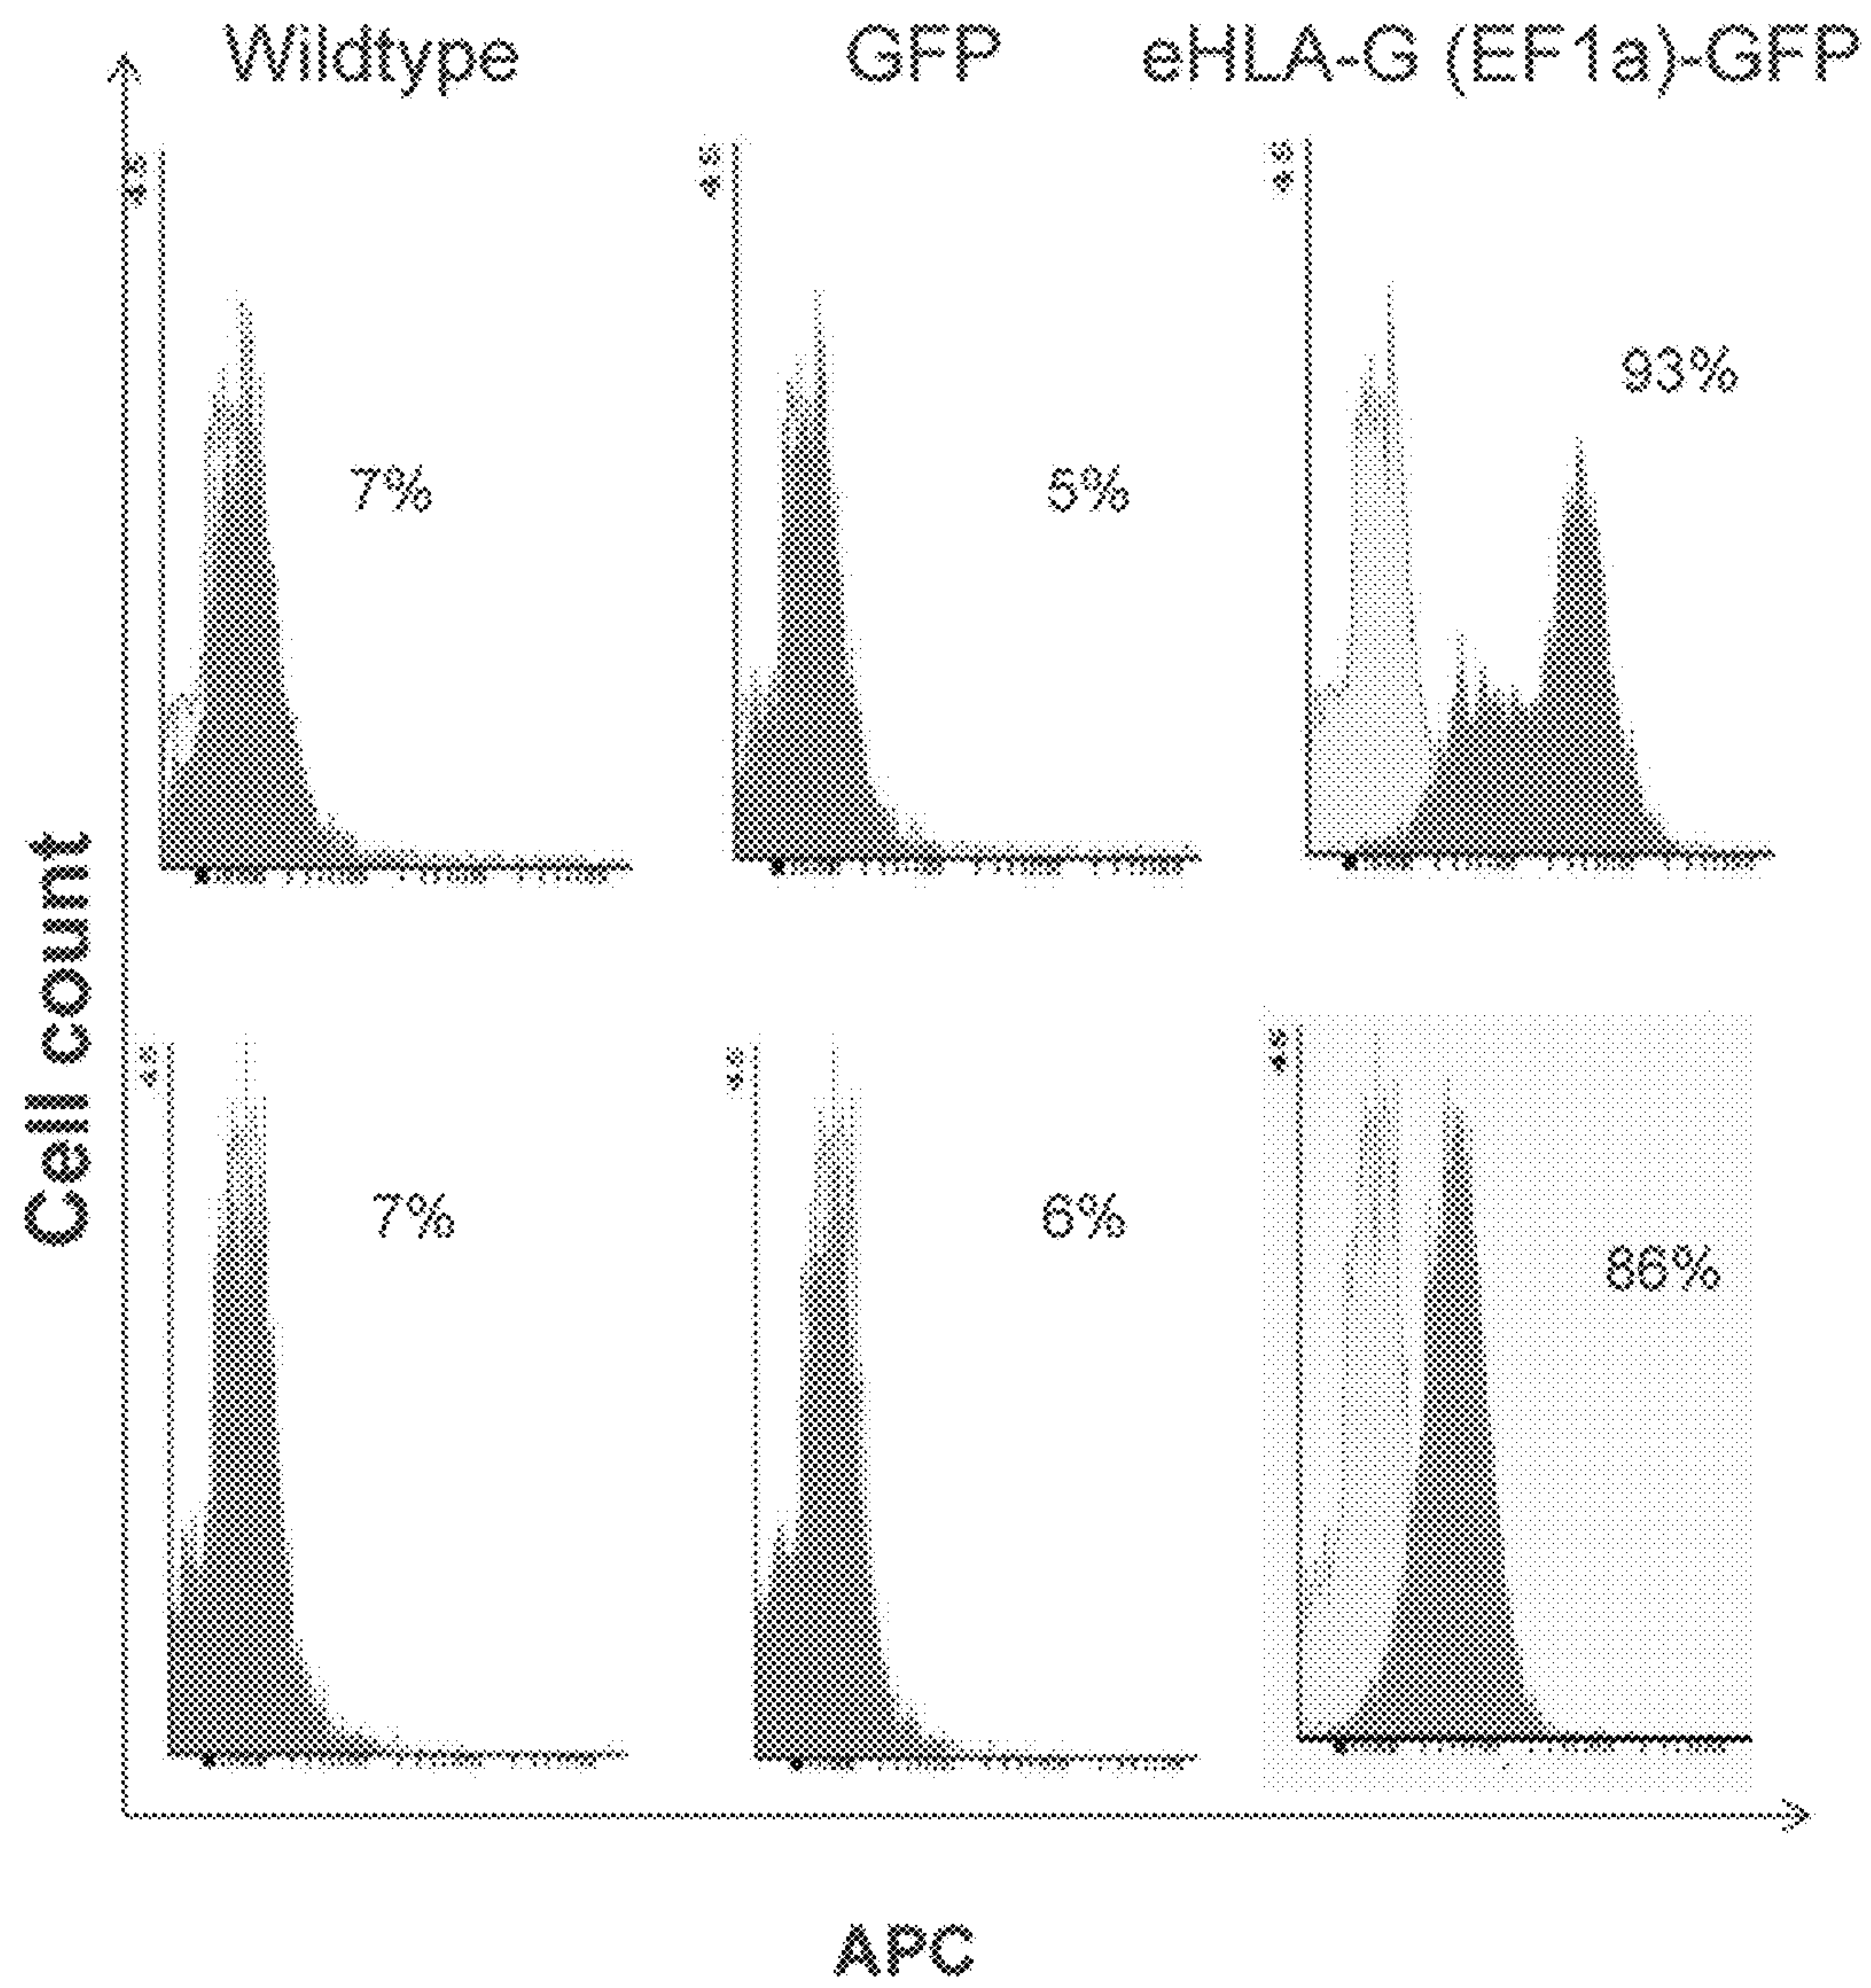 Wildtype GFP eHLA-G (EF1a)-GFP
7% 5% 93%
Cell count
7% 6% 86%
APC